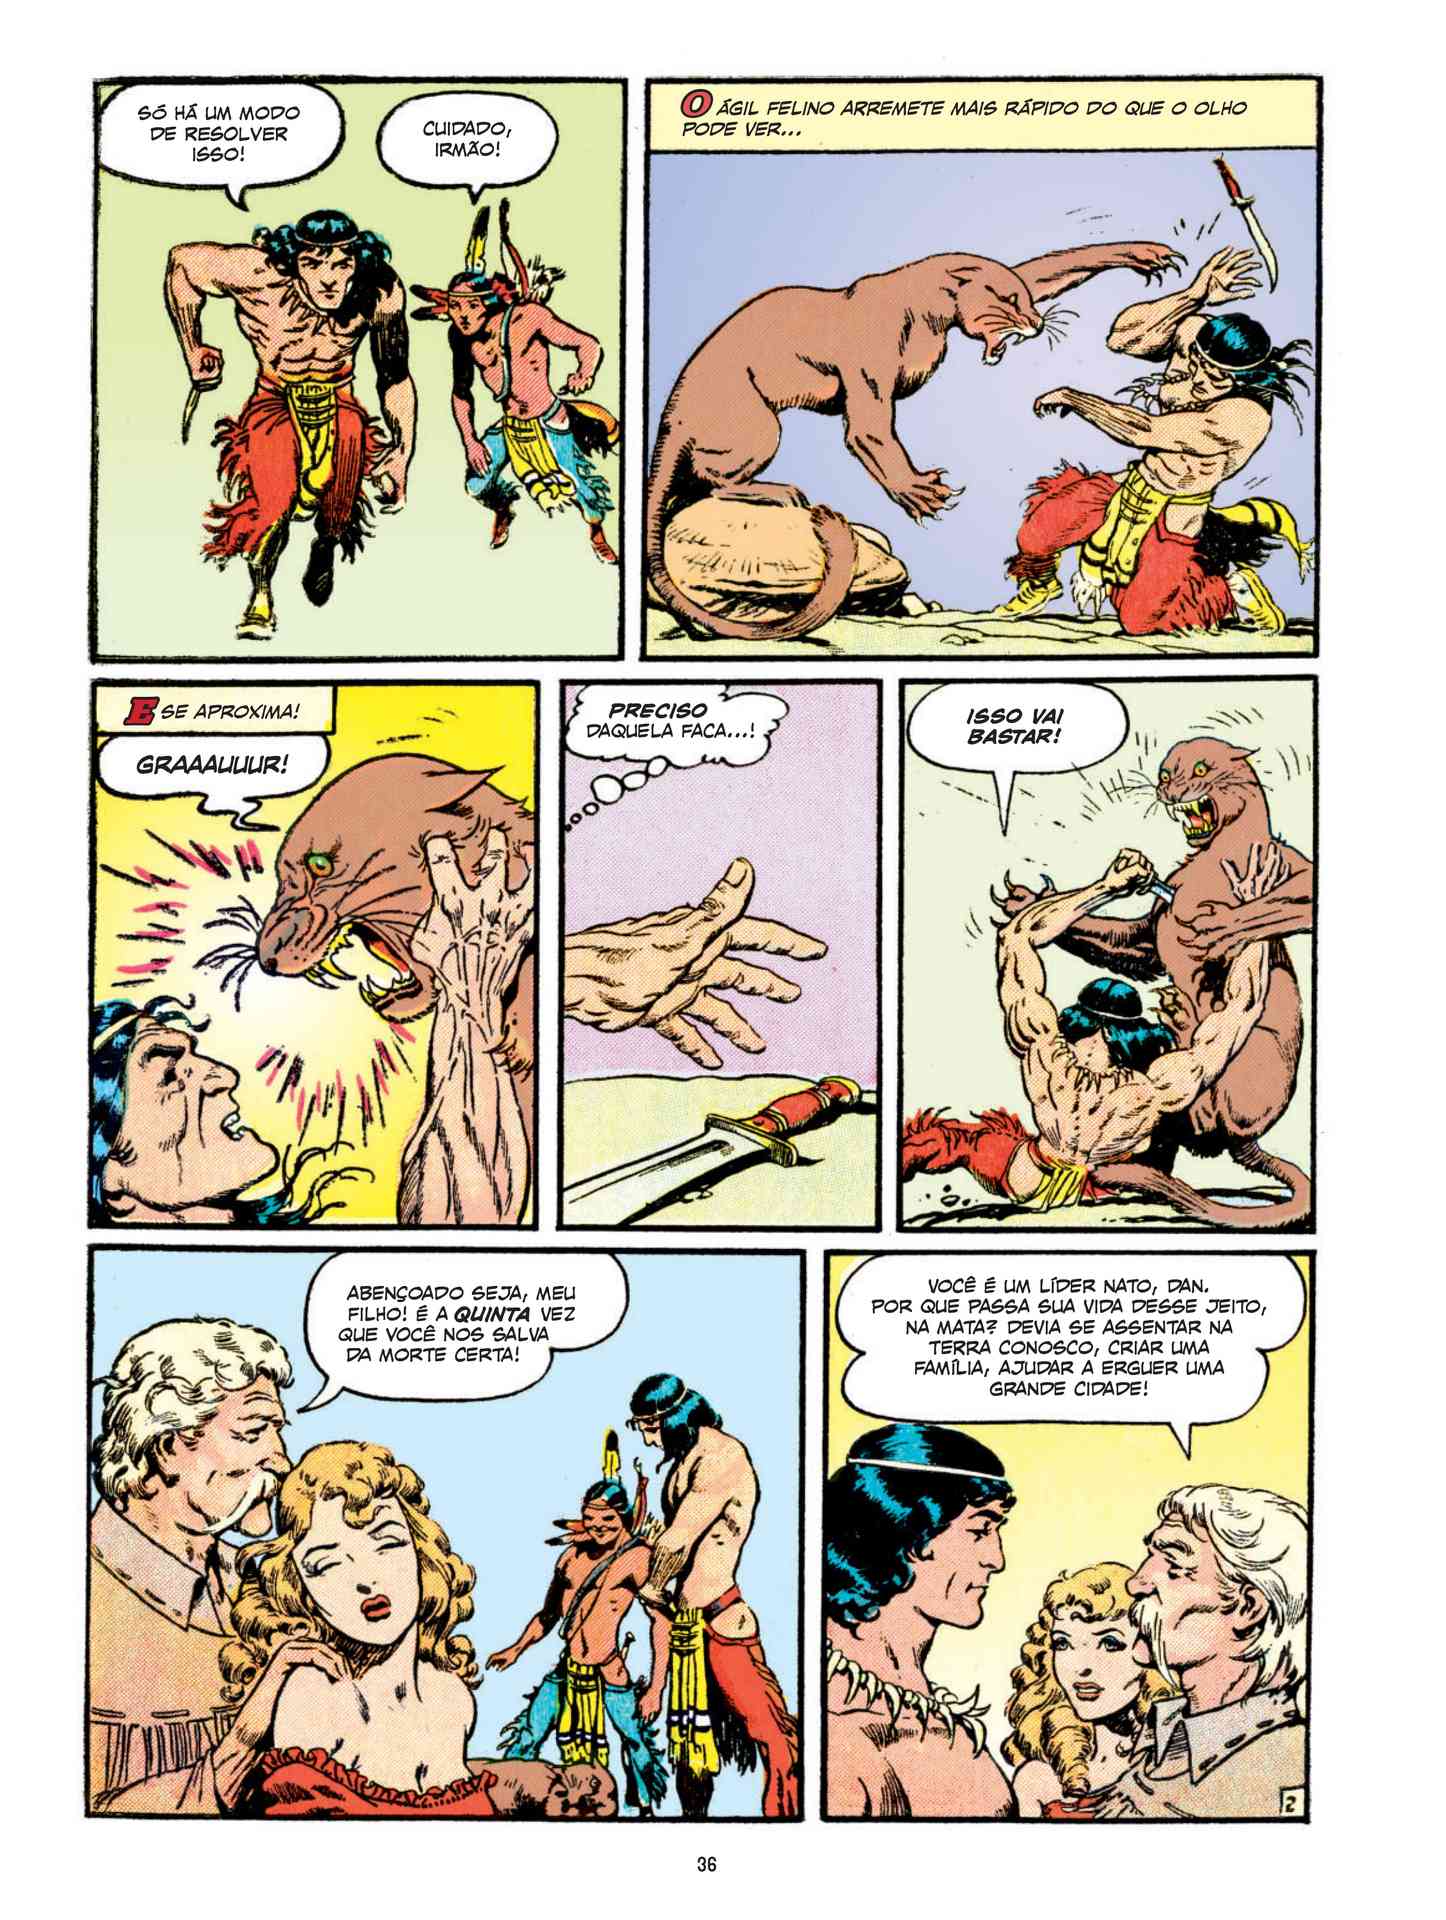 SÓ HÁ UM MODO
DE RESOLVER
ISSO!
CUIDADO,
IRMÃO!
O ÁGIL FELINO ARREMETE MAIS RÁPIDO DO QUE O OLHO
PODE VER...
E SE APROXIMA!
GRAAAUUUR!
PRECISO
DAQUELA FACA...!
ISSO VAI
BASTAR!
ABENÇOADO SEJA, MEU
FILHO! É A QUINTA VEZ
QUE VOCÊ NOS SALVA
DA MORTE CERTA!
VOCÊ É UM LÍDER NATO, DAN.
POR QUE PASSA SUA VIDA DESSE JEITO,
NA MATA? DEVIA SE ASSENTAR NA
TERRA CONOSCO, CRIAR UMA
FAMÍLIA, AJUDAR A ERGUER UMA
GRANDE CIDADE!
2
36